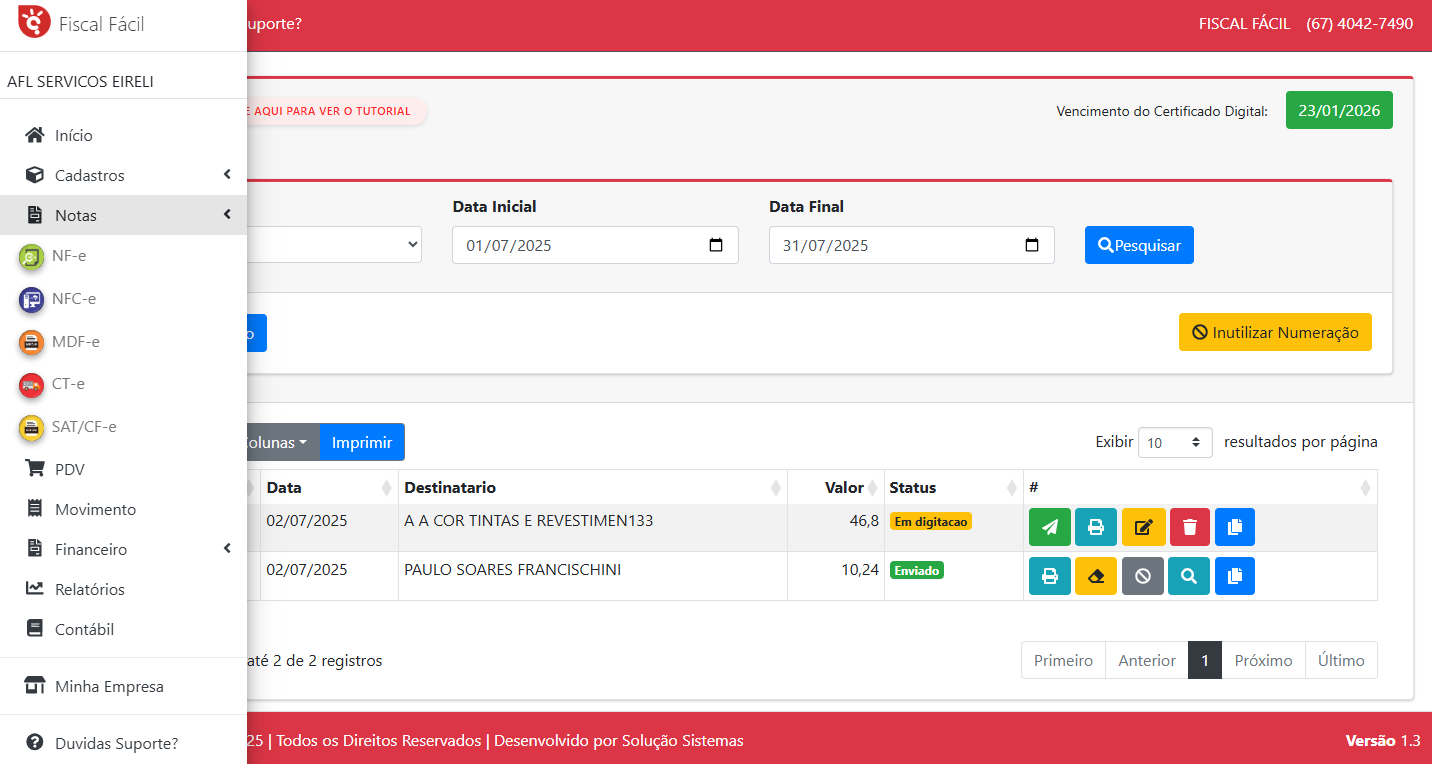 Fiscal Fácil
uporte?
FISCAL FÁCIL (67) 4042-7490
AFL SERVICOS EIRELI
Início
Cadastros
Notas
NF-e
NFC-e
MDF-e
CT-e
SAT/CF-e
PDV
Movimento
Financeiro
Relatórios
Contábil
Minha Empresa
Duvidas Suporte?
E AQUI PARA VER O TUTORIAL
Vencimento do Certificado Digital: 23/01/2026
Data Inicial Data Final
01/07/2025 31/07/2025 Pesquisar
o Inutilizar Numeração
olunas Imprimir
Exibir 10 resultados por página
Data Destinatario Valor Status #
02/07/2025 A A COR TINTAS E REVESTIMEN133 46,8 Em digitacao
02/07/2025 PAULO SOARES FRANCISCHINI 10,24 Enviado
até 2 de 2 registros
Primeiro Anterior 1 Próximo Último
25 | Todos os Direitos Reservados | Desenvolvido por Solução Sistemas
Versão 1.3